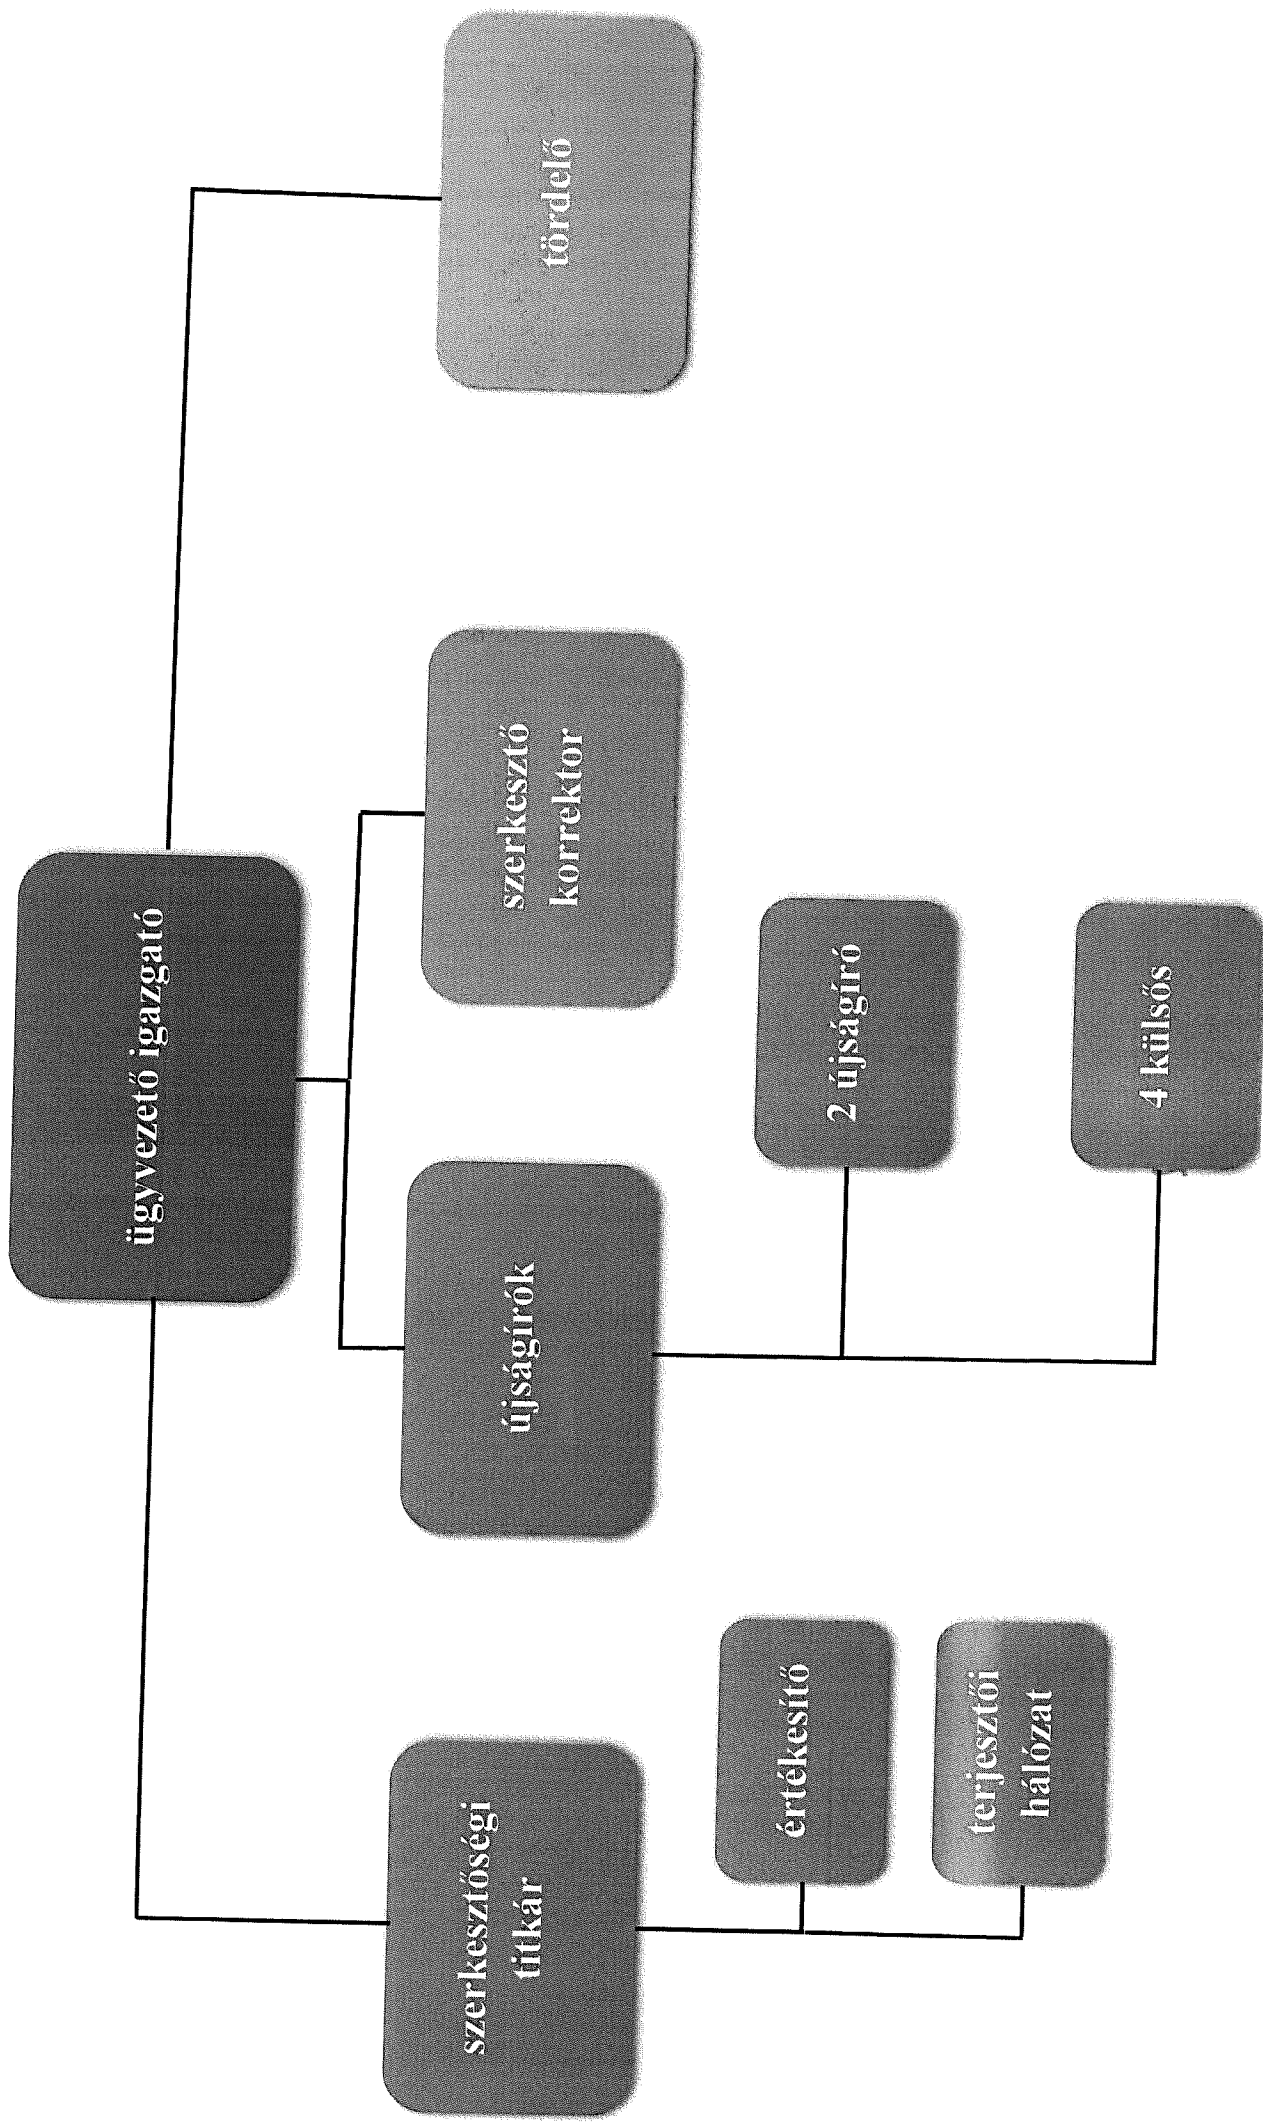 ügyvezető igazgató
szerkesztőségi
titkár
újságírók
szerkesztő
korrektor
tördelő
értékesítő
terjesztői
hálózat
2 újságíró
4 külsős